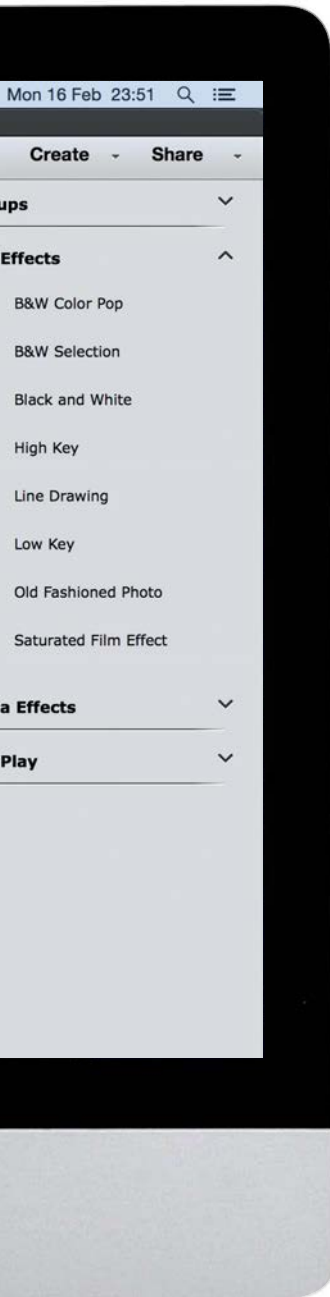 Mon 16 Feb 23:51
Create Share
ups
Effects
B&W Color Pop
B&W Selection
Black and White
High Key
Line Drawing
Low Key
Old Fashioned Photo
Saturated Film Effect
a Effects
Play